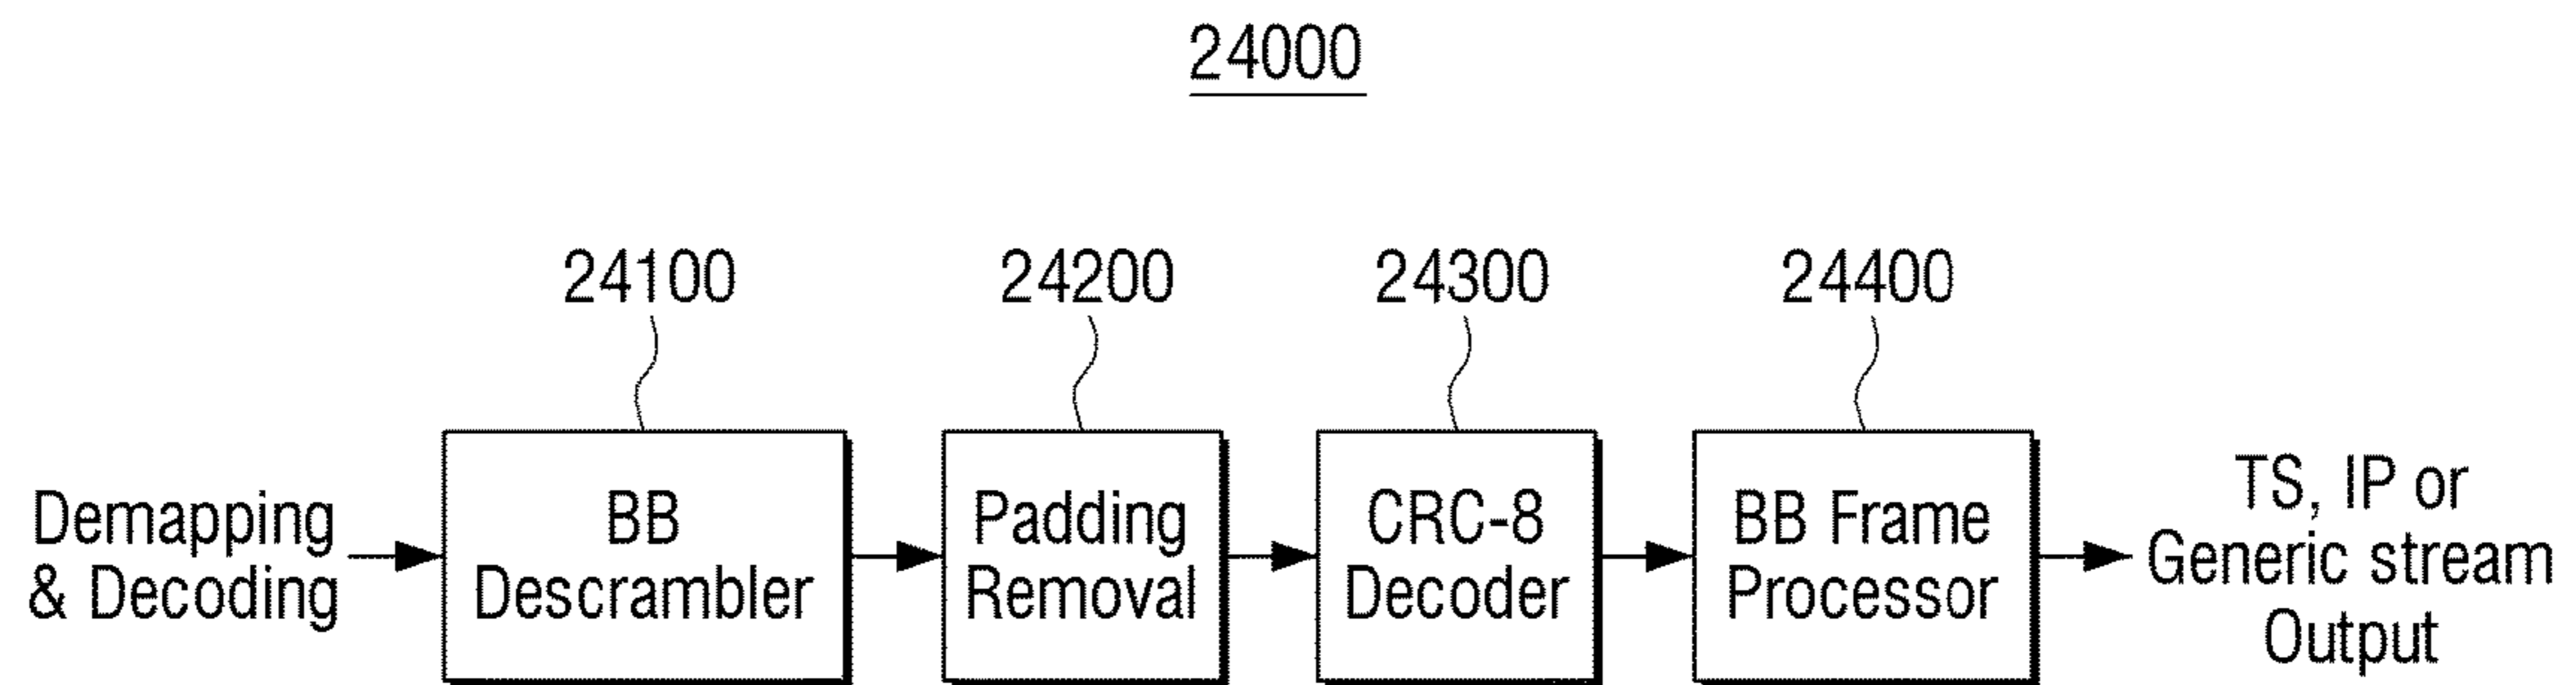 24000
24100
24200
24300
24400
Demapping
& Decoding
BB
Descrambler
Padding
Removal
CRC-8
Decoder
BB Frame
Processor
TS, IP or
Generic stream
Output